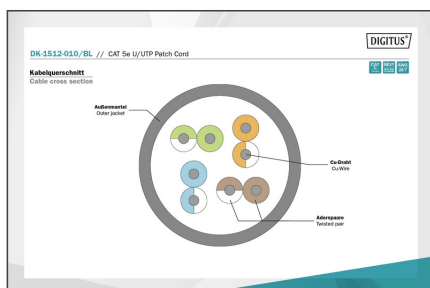 DIGITUS®
DK-1512-010/BL // CAT 5e U/UTP Patch Cord
Kabelquerschnitt
Cable cross section
Außenmantel
Outer jacket
Cu-Draht
Cu-Wire
Adernpaare
Twisted pair